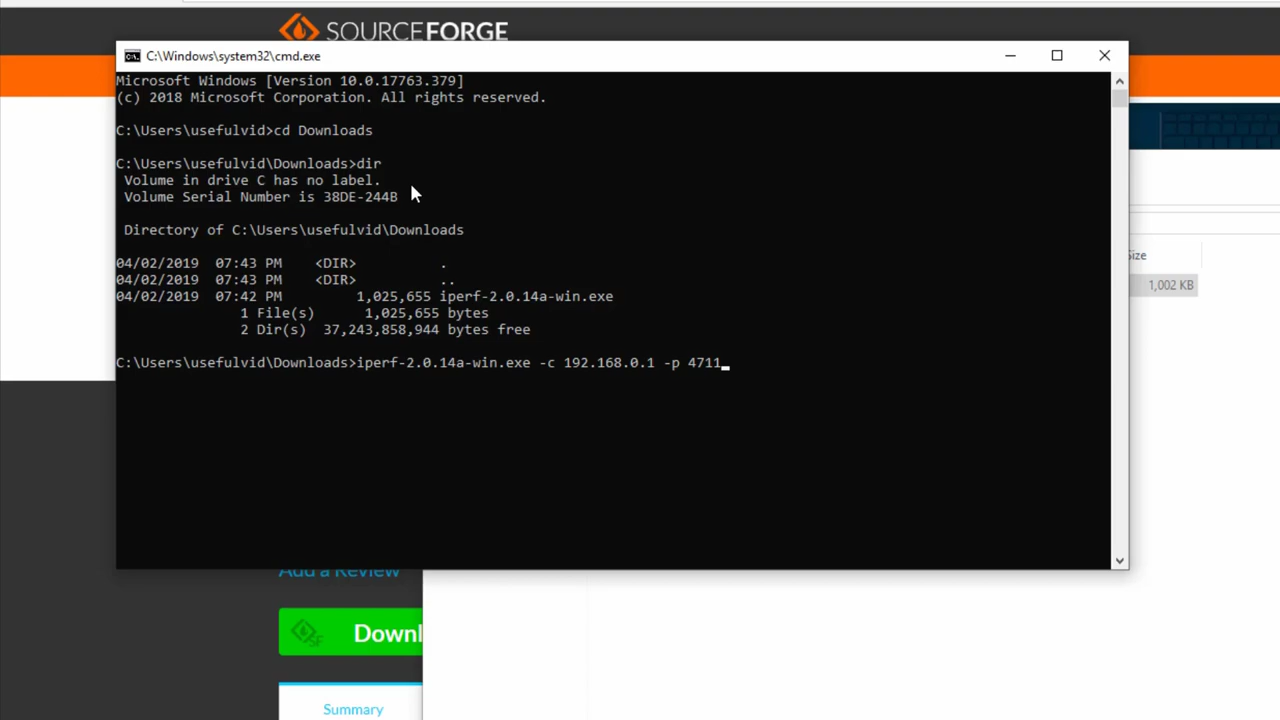 SOURCEFORGE
C:\Windows\system32\cmd.exe
Microsoft Windows [Version 10.0.17763.379]
(c) 2018 Microsoft Corporation. All rights reserved.
C:\Users\usefulvid>cd Downloads
C:\Users\usefulvid\Downloads>dir
Volume in drive C has no label.
Volume Serial Number is 38DE-244B
Directory of C:\Users\usefulvid\Downloads
04/02/2019  07:43 PM    <DIR>          .
04/02/2019  07:43 PM    <DIR>          ..
04/02/2019  07:42 PM         1,025,655 iperf-2.0.14a-win.exe
1 File(s)      1,025,655 bytes
2 Dir(s)  37,243,858,944 bytes free
C:\Users\usefulvid\Downloads>iperf-2.0.14a-win.exe -c 192.168.0.1 -p 4711
Size
1,002 KB
Add a Review
Downl
Summary